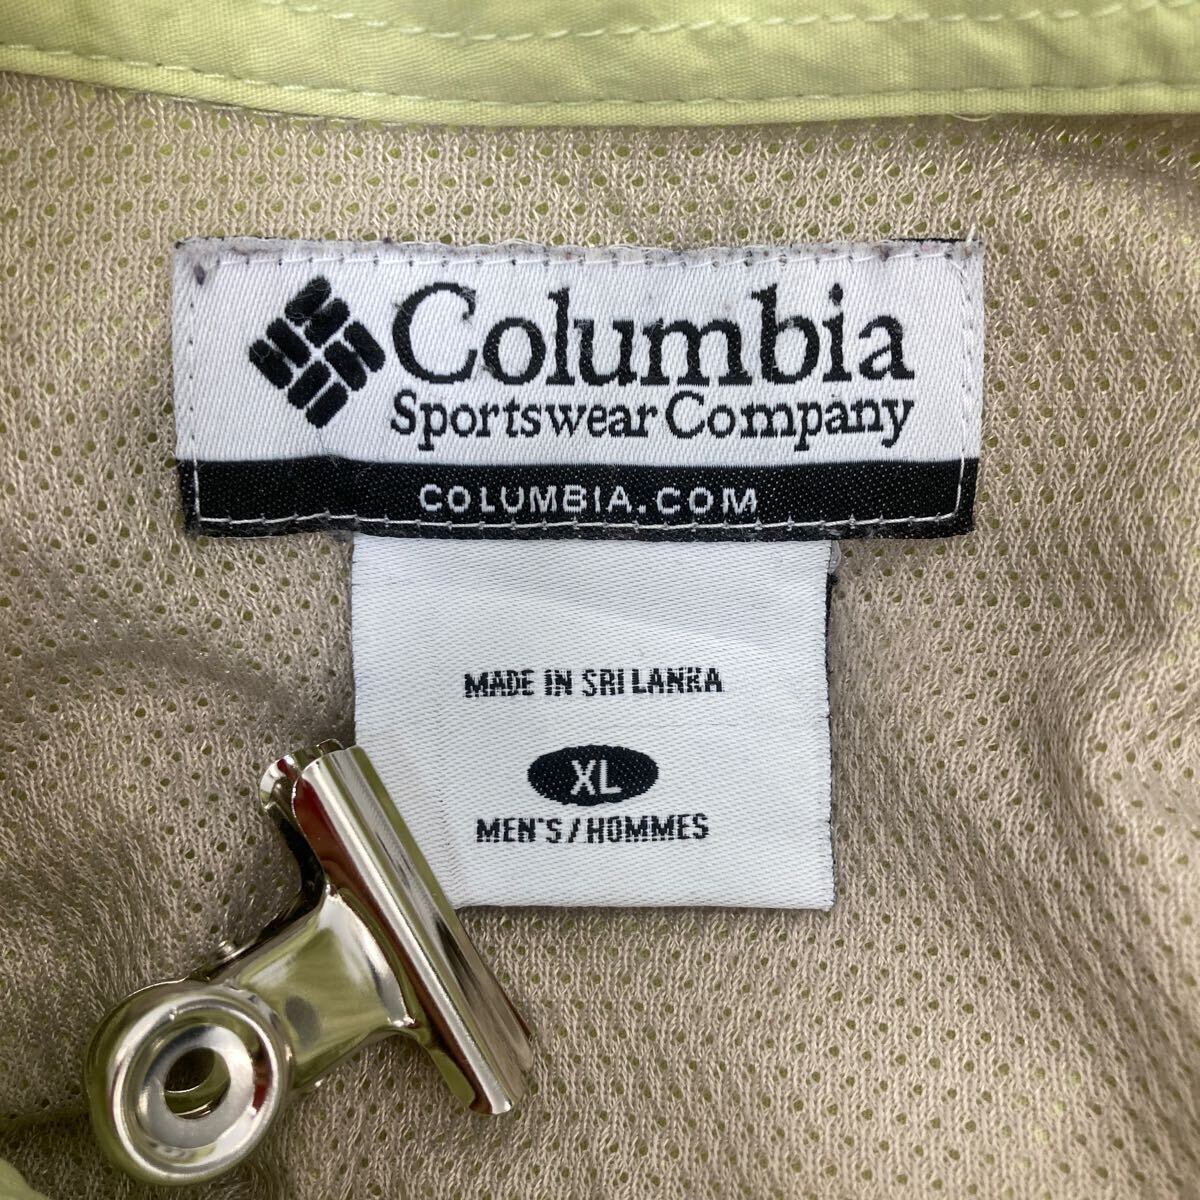 Columbia
Sportswear Company
COLUMBIA.COM
MADE IN SRI LANKA
XL
MEN'S/HOMMES